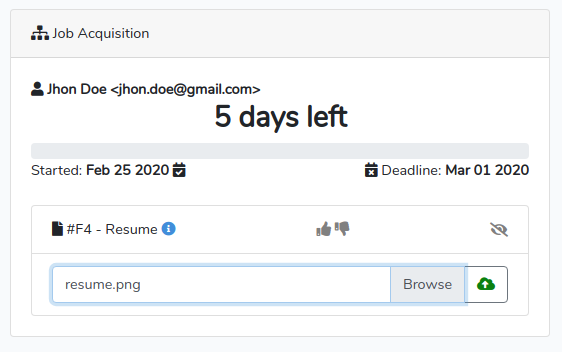 Job Acquisition
Jhon Doe <jhon.doe@gmail.com>
5 days left
Started: Feb 25 2020
Deadline: Mar 01 2020
#F4 - Resume
resume.png
Browse